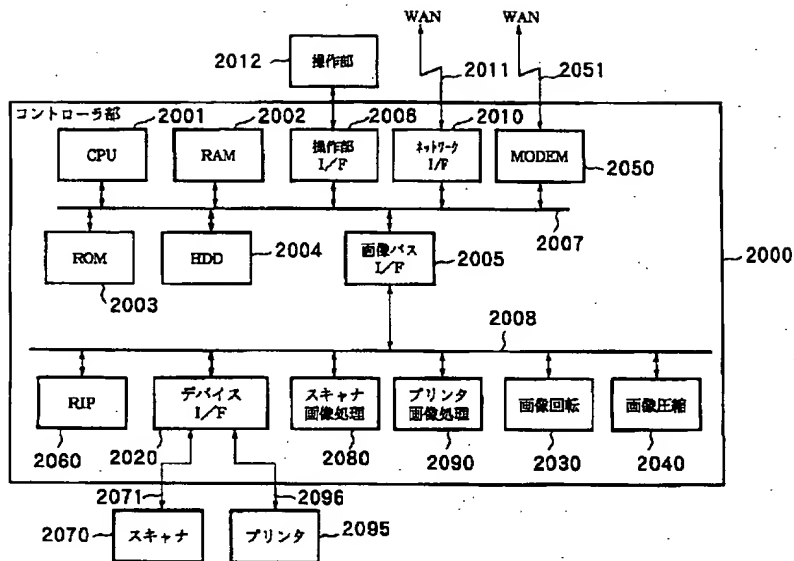 WAN
WAN
2012
操作部
2011
2051
コントローラ部
2001
2002
2008
2010
CPU
RAM
操作部
I/F
ネットワーク
I/F
MODEM
2050
2007
ROM
HDD
2004
画像バス
I/F
2005
2000
2003
2008
RIP
デバイス
I/F
スキャナ
画像処理
プリンタ
画像処理
画像回転
画像圧縮
2060
2020
2080
2090
2030
2040
2071
2096
2070
スキャナ
プリンタ
2095